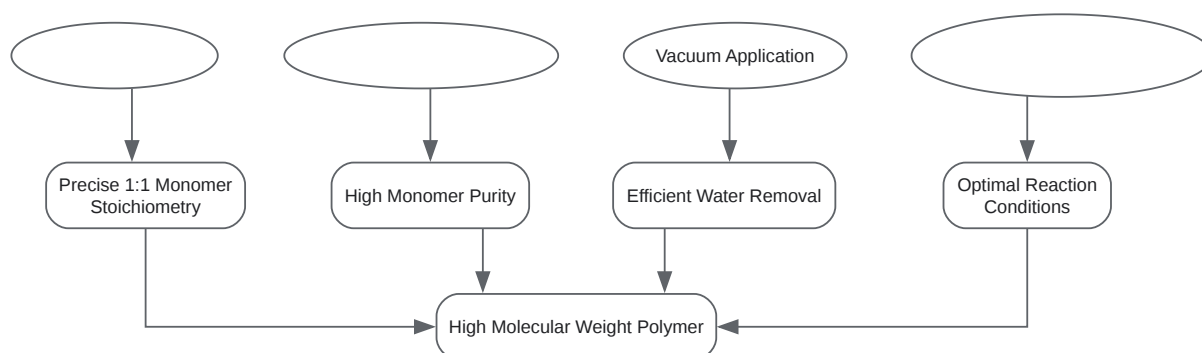 Vacuum Application
Precise 1:1 Monomer
Stoichiometry
High Monomer Purity
Efficient Water Removal
Optimal Reaction
Conditions
High Molecular Weight Polymer